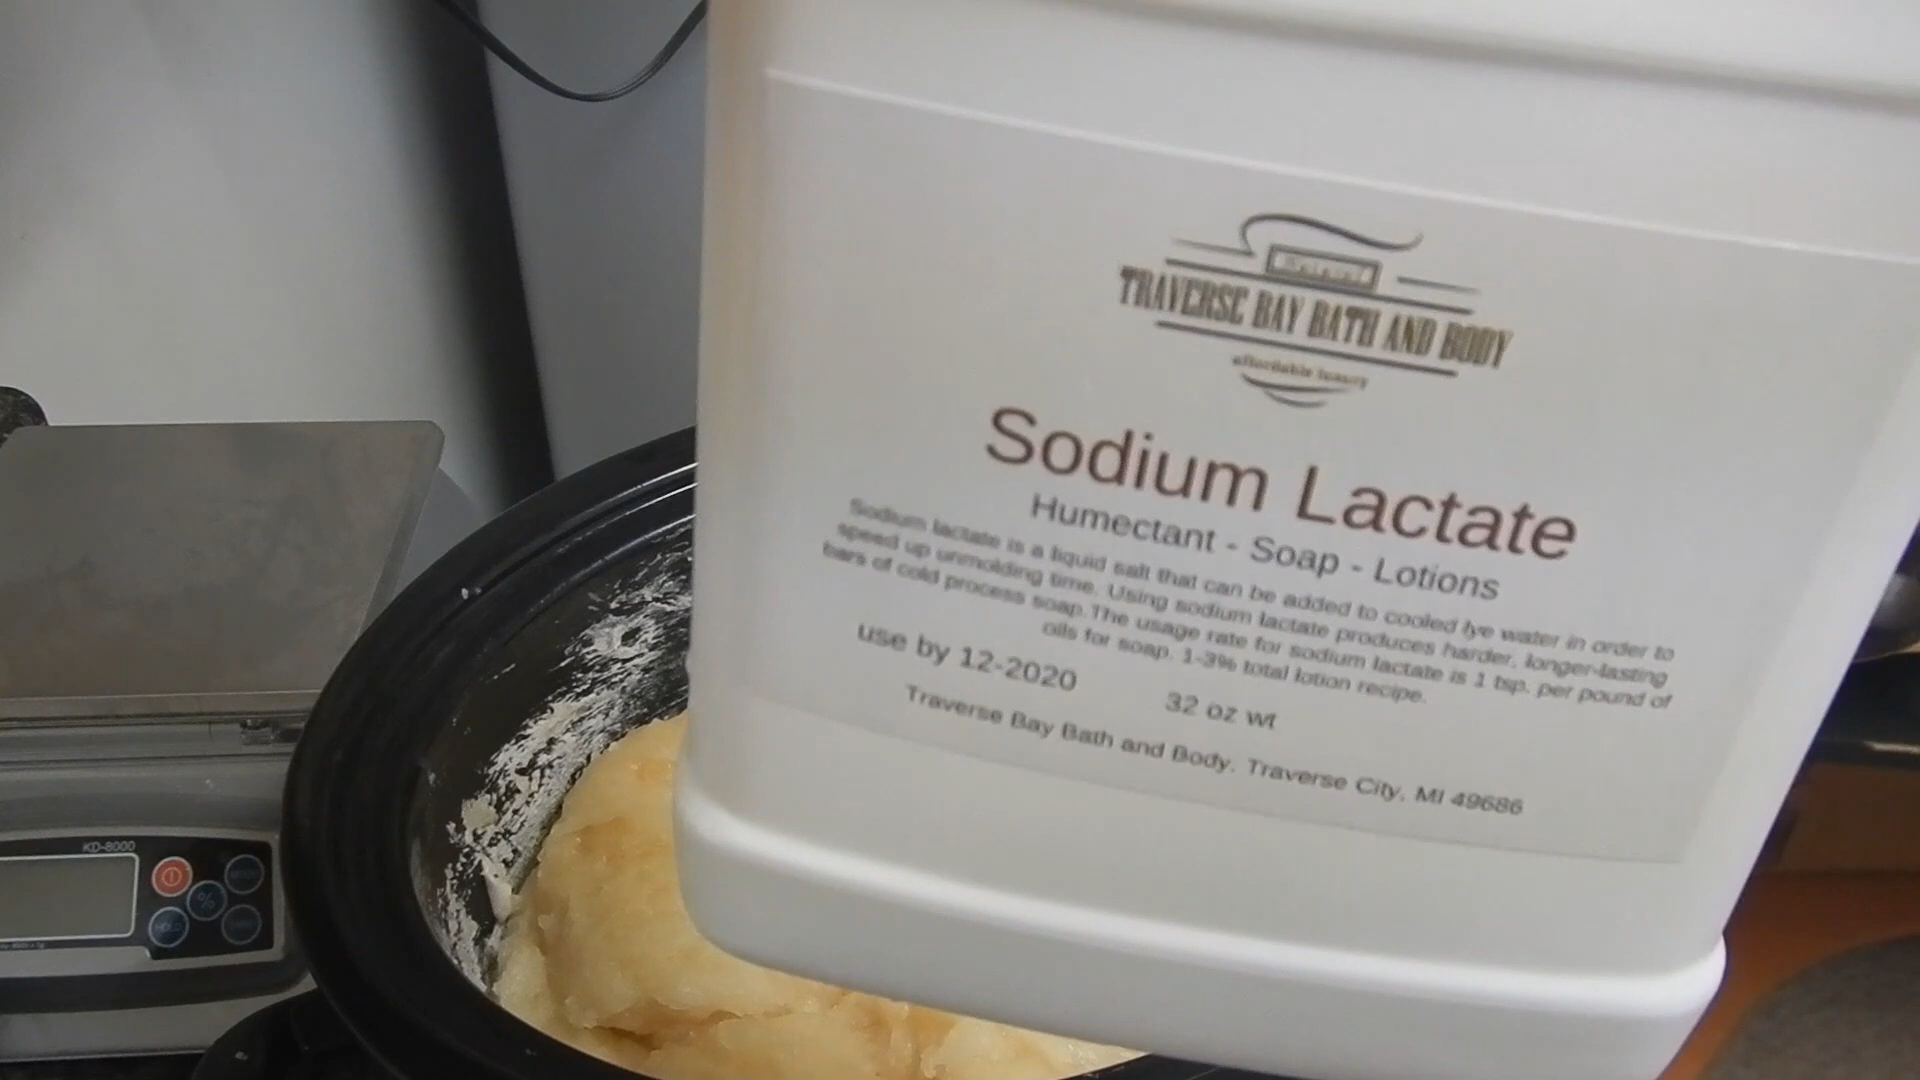 TRAVERSE BAY BATH AND BODY
affordable luxury
Sodium Lactate
Humectant - Soap - Lotions
Sodium lactate is a liquid salt that can be added to cooled lye water in order to
speed up unmolding time. Using sodium lactate produces harder, longer-lasting
bars of cold process soap. The usage rate for sodium lactate is 1 tsp. per pound of
oils for soap. 1-3% total lotion recipe.
use by 12-2020 32 oz wt
Traverse Bay Bath and Body, Traverse City, MI 49686
KD-8000
%
HOLD